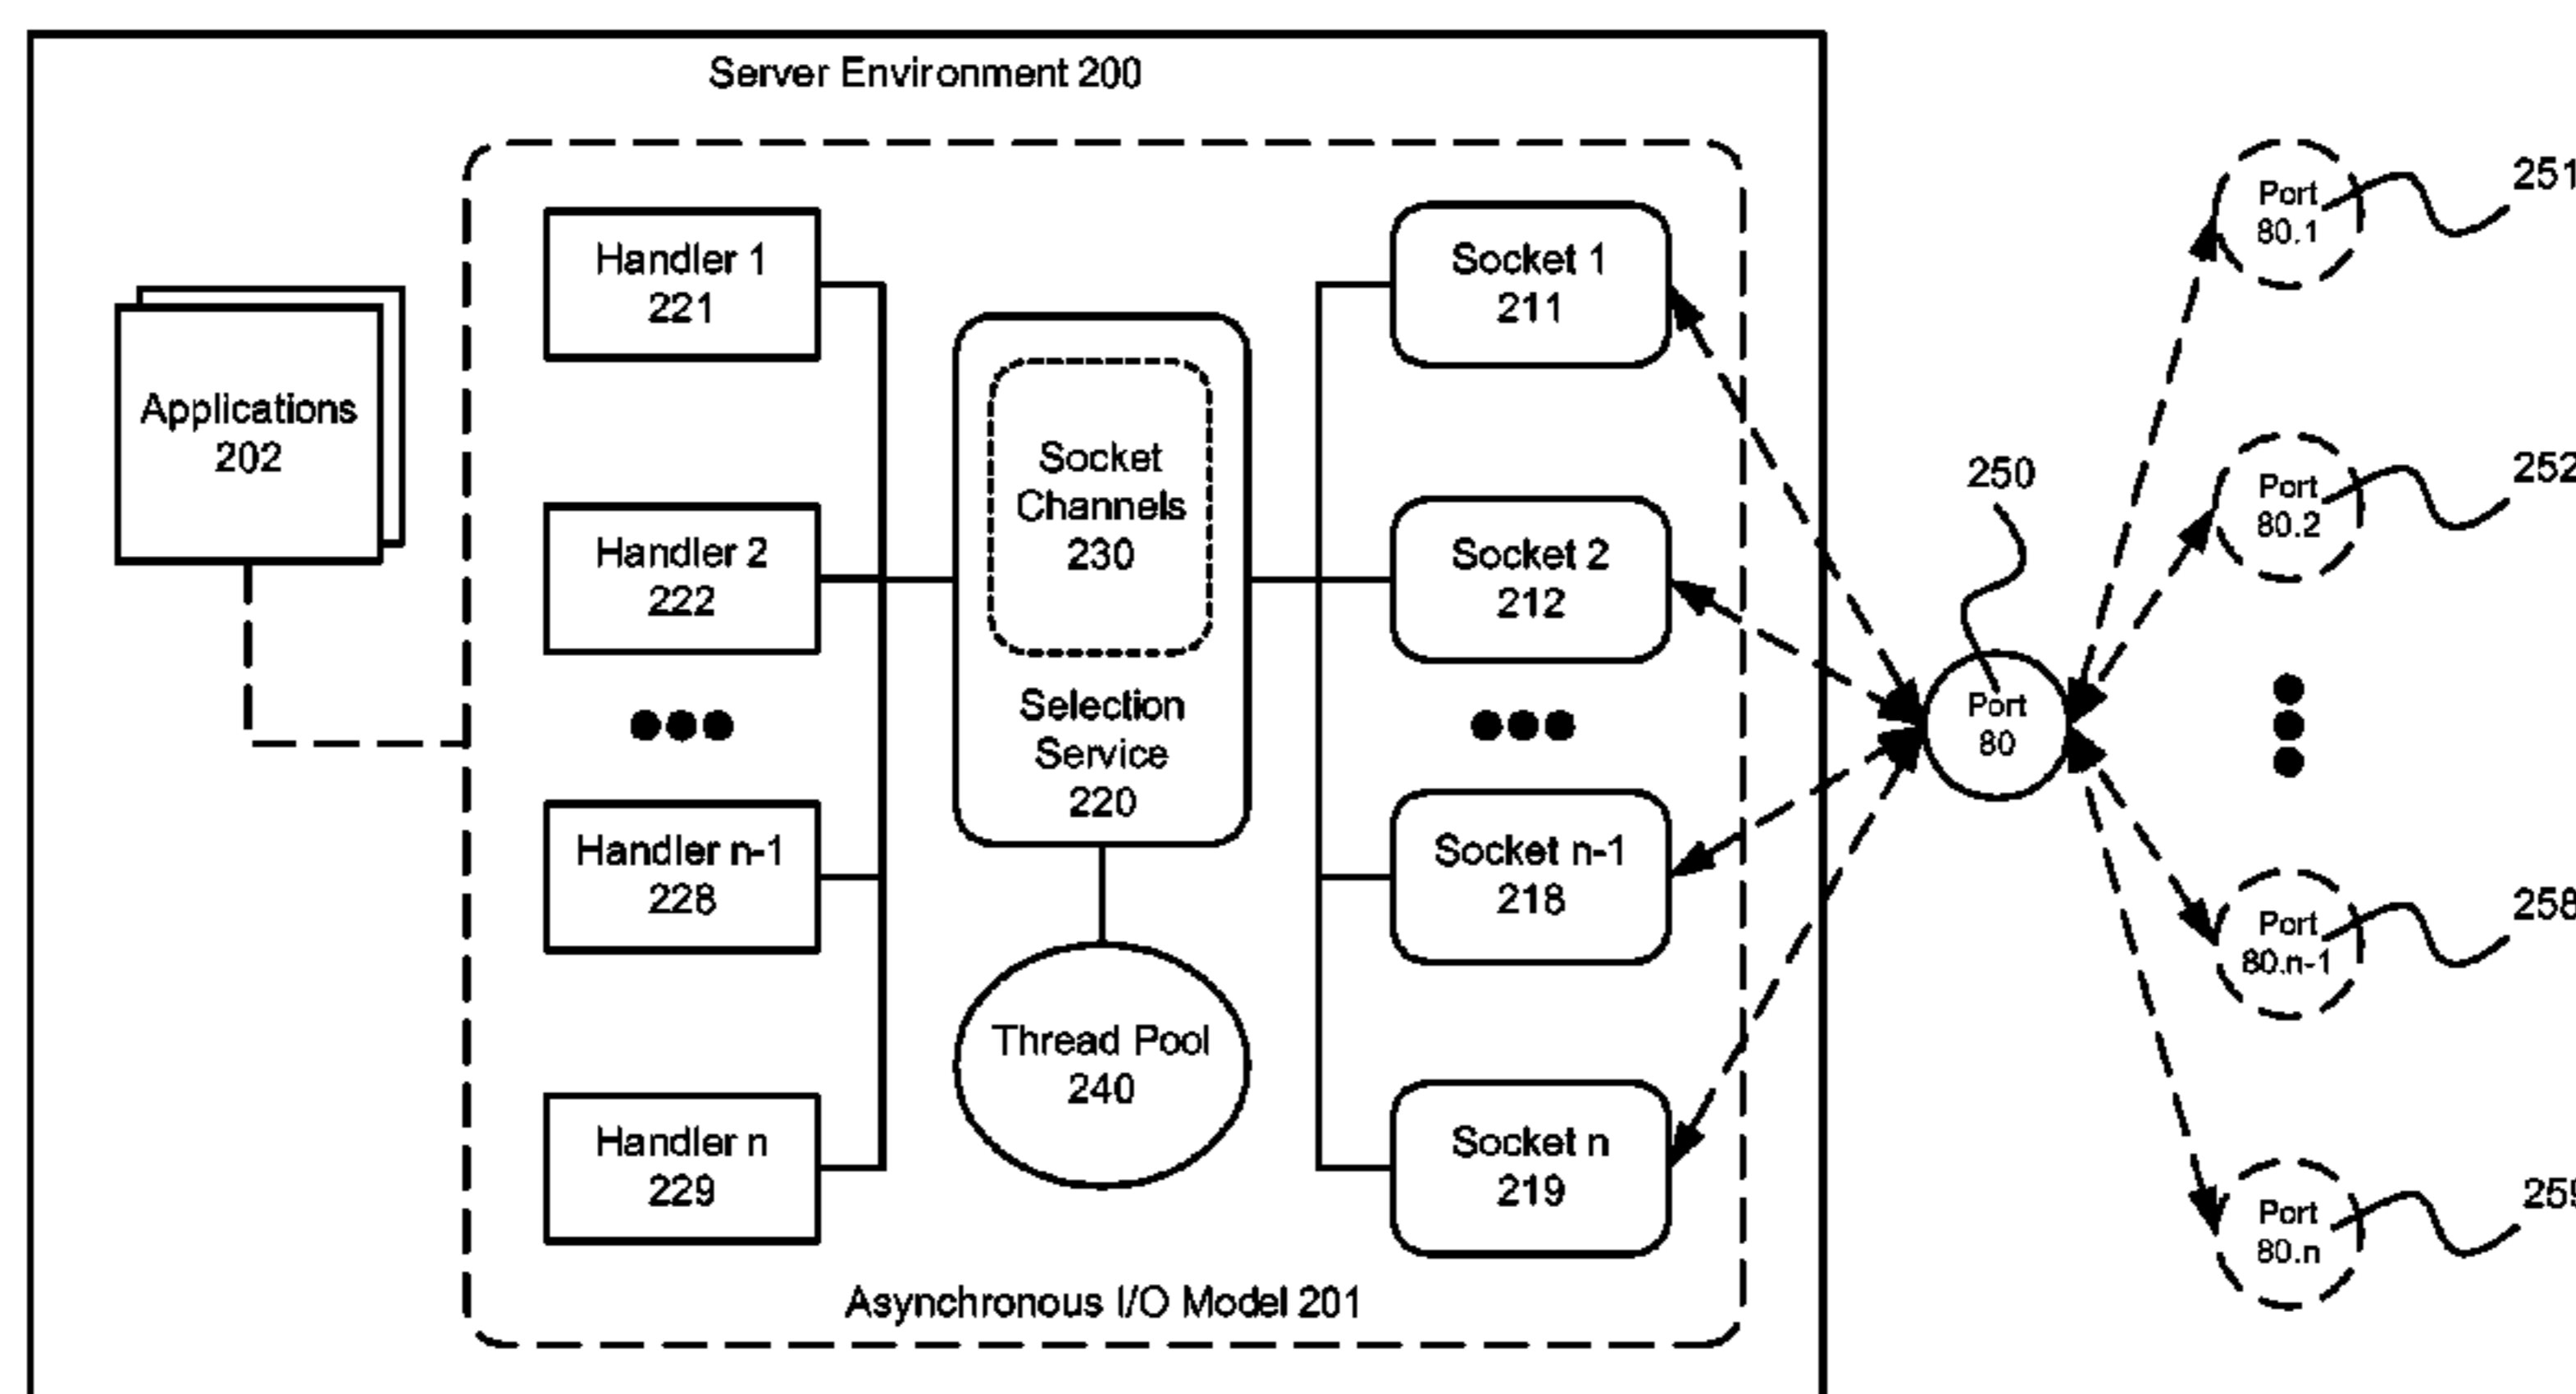 Server Environment 200
Applications
202
Handler 1
221
Handler 2
222
Handler n-1
228
Handler n
229
Socket
Channels
230
Selection
Service
220
Thread Pool
240
Socket 1
211
Socket 2
212
Socket n-1
218
Socket n
219
Asynchronous I/O Model 201
250
Port
80
Port
80.1
251
Port
80.2
252
Port
80.n-1
258
Port
80.n
259